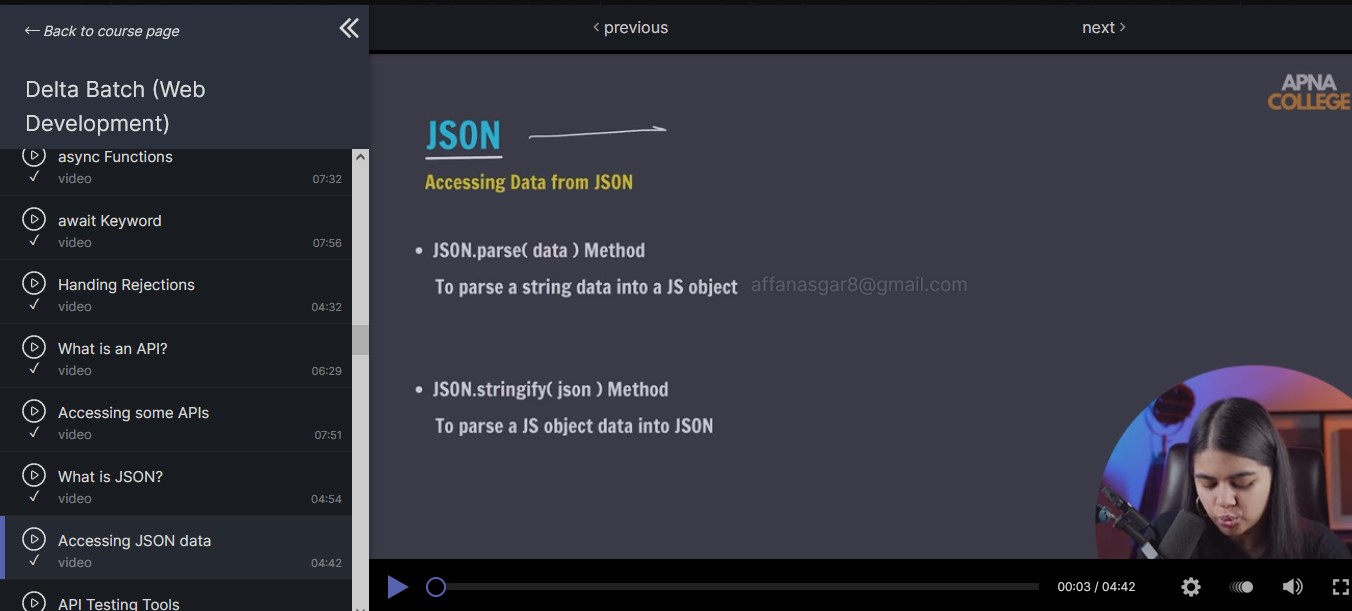 ← Back to course page
Delta Batch (Web
Development)
async Functions
video 07:32
await Keyword
video 07:56
Handing Rejections
video 04:32
What is an API?
video 06:29
Accessing some APIs
video 07:51
What is JSON?
video 04:54
Accessing JSON data
video 04:42
API Testing Tools
< previous
next >
APNA
COLLEGE
JSON
Accessing Data from JSON
• JSON.parse( data ) Method
To parse a string data into a JS object
affanasgar8@gmail.com
• JSON.stringify( json ) Method
To parse a JS object data into JSON
00:03 / 04:42